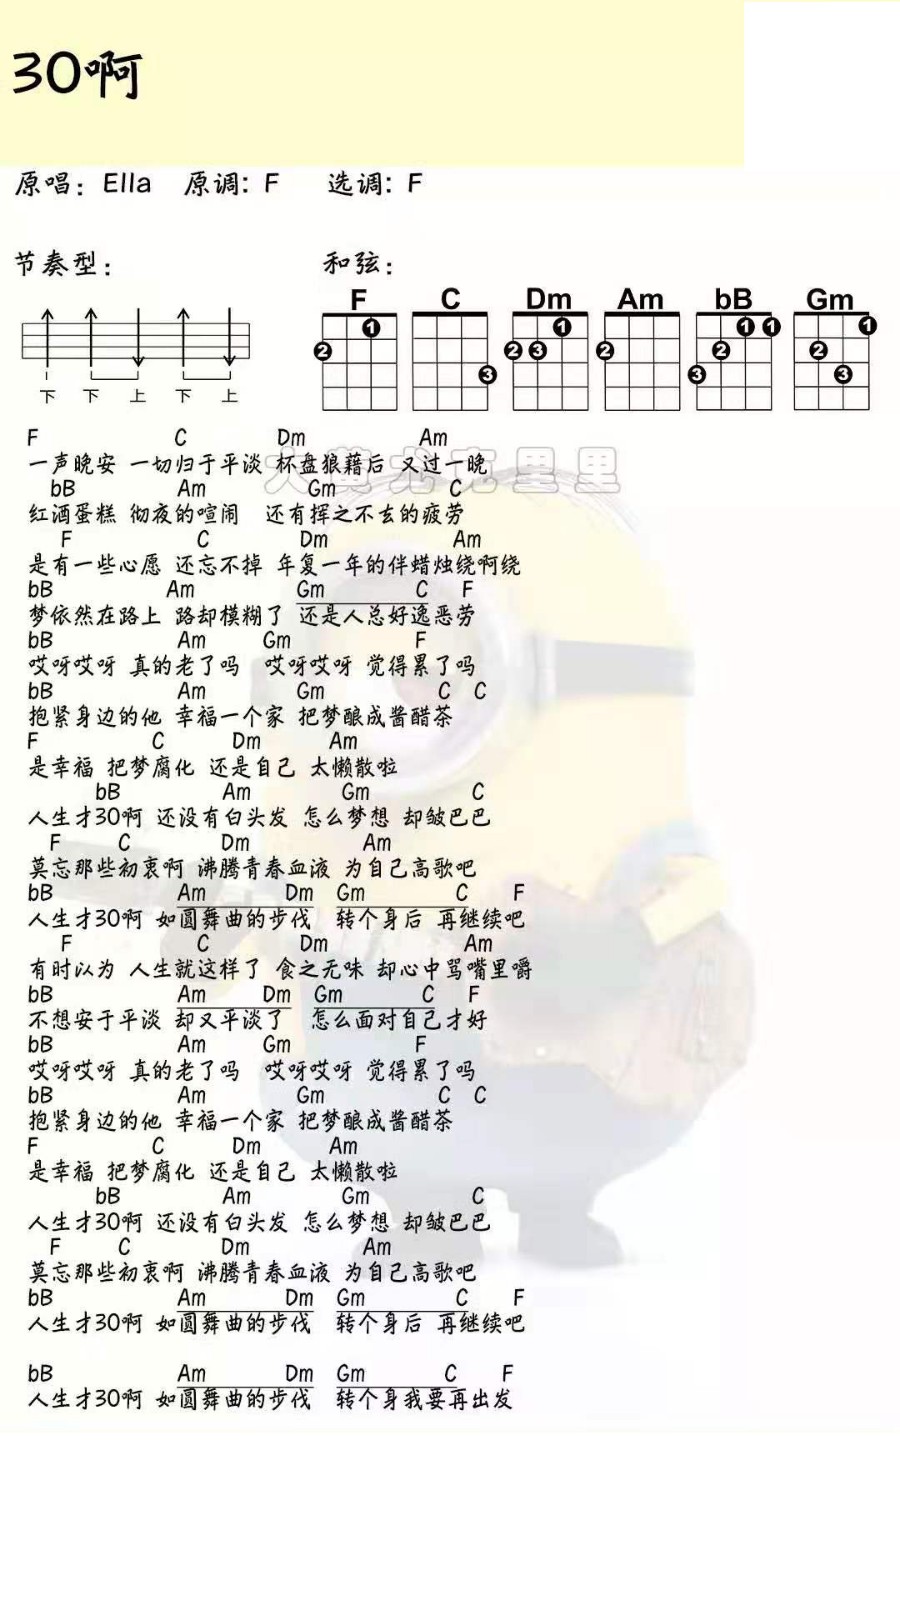 30啊
原唱：Ella 原调: F 选调: F
节奏型: 和弦:
F C Dm Am bB Gm
1 2 3 1 2 3 2 1 1 2 3 1 2 3
下 下 上 下 上
大黄尤克里里
F C Dm Am
一声晚安 一切归于平淡 杯盘狼藉后 又过一晚
bB Am Gm C
红酒蛋糕 彻夜的喧闹 还有挥之不去的疲劳
F C Dm Am
是有一些心愿 还忘不掉 年复一年的伴蜡烛绕啊绕
bB Am Gm C F
梦依然在路上 路却模糊了 还是人总好逸恶劳
bB Am Gm F
哎呀哎呀 真的老了吗 哎呀哎呀 觉得累了吗
bB Am Gm C C
抱紧身边的他 幸福一个家 把梦酿成酱醋茶
F C Dm Am
是幸福 把梦腐化 还是自己 太懒散啦
bB Am Gm C
人生才30啊 还没有白头发 怎么梦想 却皱巴巴
F C Dm Am
莫忘那些初衷啊 沸腾青春血液 为自己高歌吧
bB Am Dm Gm C F
人生才30啊 如圆舞曲的步伐 转个身后 再继续吧
F C Dm Am
有时以为 人生就这样了 食之无味 却心中骂嘴里嚼
bB Am Dm Gm C F
不想安于平淡 却又平淡了 怎么面对自己才好
bB Am Gm F
哎呀哎呀 真的老了吗 哎呀哎呀 觉得累了吗
bB Am Gm C C
抱紧身边的他 幸福一个家 把梦酿成酱醋茶
F C Dm Am
是幸福 把梦腐化 还是自己 太懒散啦
bB Am Gm C
人生才30啊 还没有白头发 怎么梦想 却皱巴巴
F C Dm Am
莫忘那些初衷啊 沸腾青春血液 为自己高歌吧
bB Am Dm Gm C F
人生才30啊 如圆舞曲的步伐 转个身后 再继续吧
bB Am Dm Gm C F
人生才30啊 如圆舞曲的步伐 转个身我要再出发